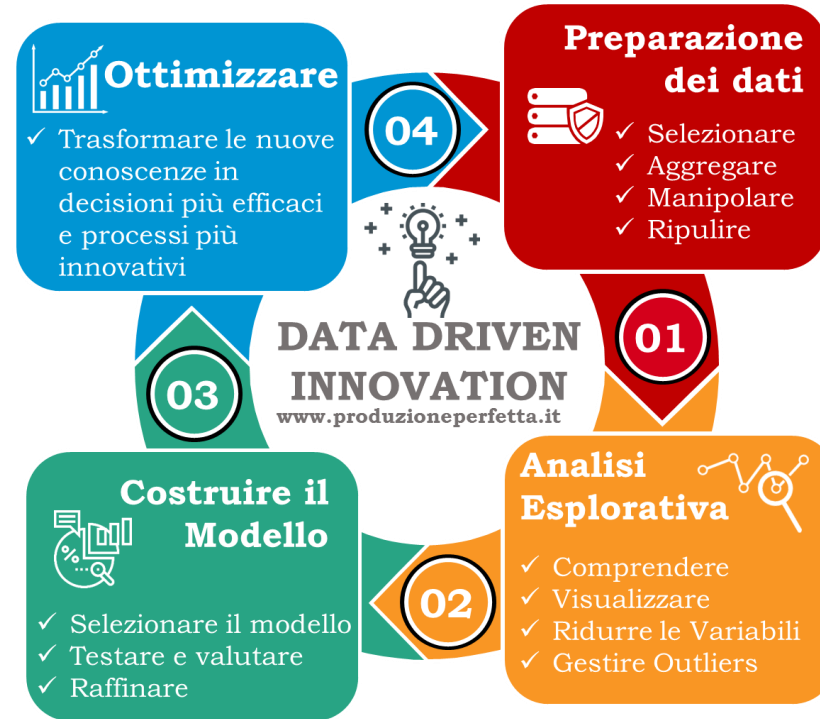 Preparazione
dei dati
✓ Selezionare
✓ Aggregare
✓ Manipolare
✓ Ripulire
01
Analisi
Esplorativa
✓ Comprendere
✓ Visualizzare
✓ Ridurre le Variabili
✓ Gestire Outliers
02
Costruire il
Modello
%
✓ Selezionare il modello
✓ Testare e valutare
✓ Raffinare
03
Ottimizzare
✓ Trasformare le nuove
conoscenze in
decisioni più efficaci
e processi più
innovativi
04
DATA DRIVEN
INNOVATION
www.produzioneperfetta.it